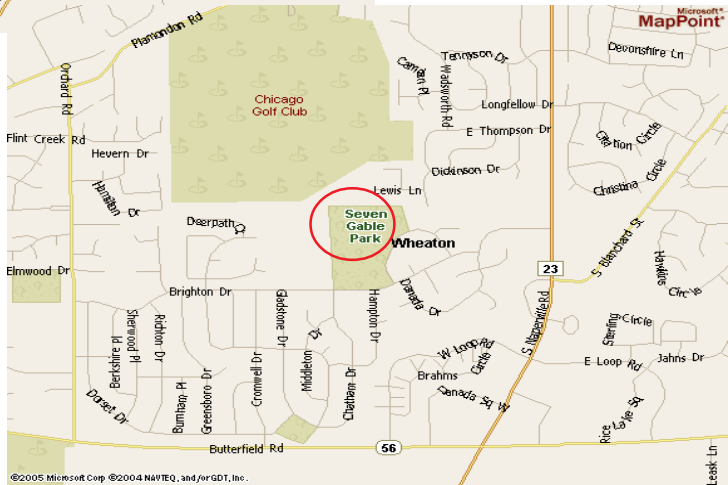 Microsoft®
MapPoint®
Plamondon Rd
Orchard Rd
Tennyson Dr
Camden Pl
Wadsworth Rd
Devonshire Ln
Chicago
Golf Club
Longfellow Dr
E Thompson Dr
Citation Circle
Flint Creek Rd
Hevern Dr
Dickinson Dr
Christina Circle
Hamilton Dr
Lewis Ln
Deerpath Ct
Seven
Gable
Park
Wheaton
S Blanchard St
23
Hawkins Circle
Elmwood Dr
Brighton Dr
Gadstone Dr
Hampton Dr
Danada Dr
S Naperville Rd
Sterling Circle
Berkshire Pl
Sherwood Pl
Richton Dr
Middleton Dr
W Loop Rd
E Loop Rd
Jahns Dr
Burnham Pl
Greensboro Dr
Cromwell Dr
Chatham Dr
Brahms Circle
Danada Sq W
Dorset Dr
Rice Lake Sq
Butterfield Rd
56
Leask Ln
©2005 Microsoft Corp ©2004 NAVTEQ, and/or GDT, Inc.